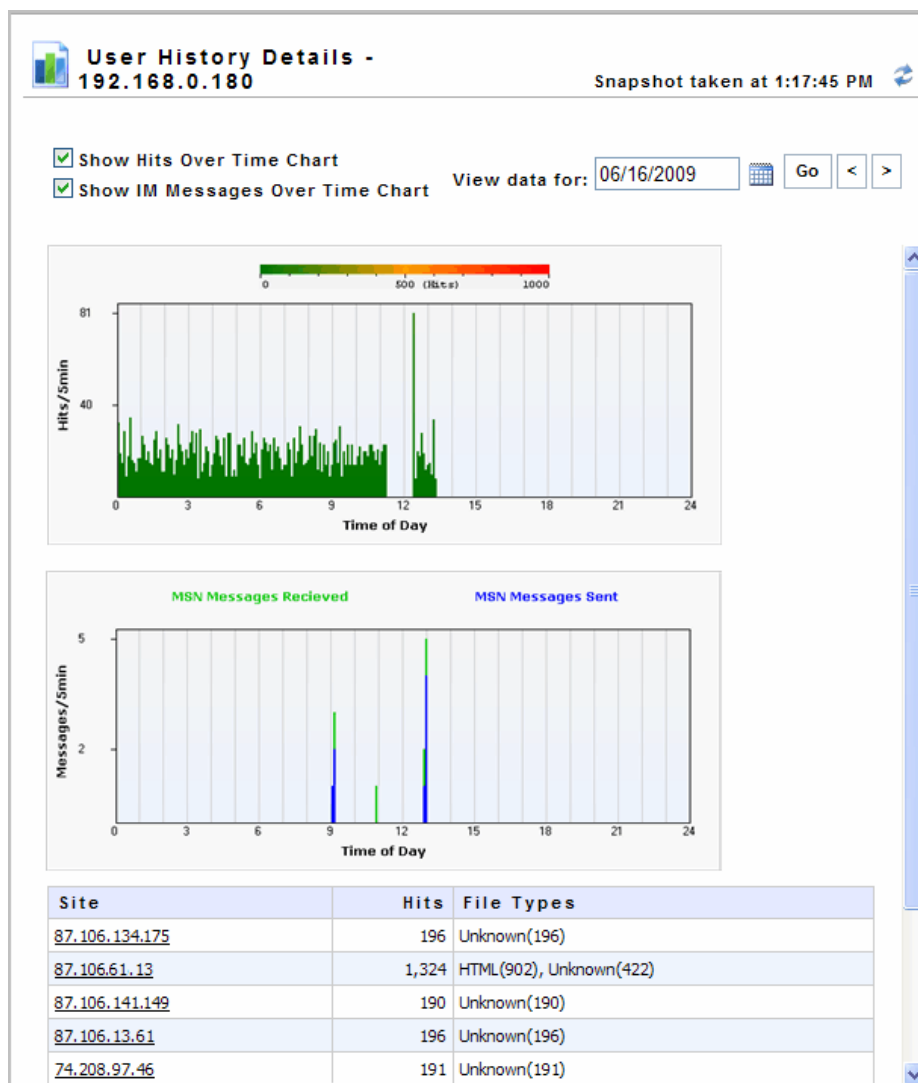 User History Details -
192.168.0.180
Snapshot taken at 1:17:45 PM
Show Hits Over Time Chart
Show IM Messages Over Time Chart
View data for: 06/16/2009 Go < >
0 500 (Hits) 1000
81
40
Hits/5min
0 3 6 9 12 15 18 21 24
Time of Day
MSN Messages Recieved MSN Messages Sent
5
2
Messages/5min
0 3 6 9 12 15 18 21 24
Time of Day
Site Hits File Types
87.106.134.175 196 Unknown(196)
87.106.61.13 1,324 HTML(902), Unknown(422)
87.106.141.149 190 Unknown(190)
87.106.13.61 196 Unknown(196)
74.208.97.46 191 Unknown(191)